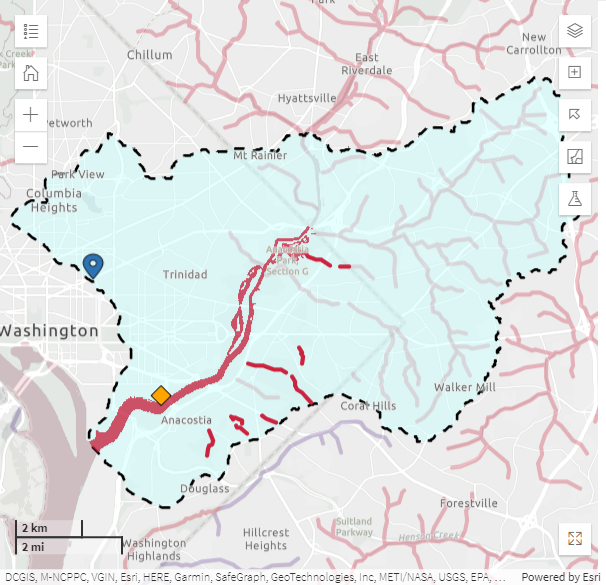 Park
Chillum
New
Carrollton
East
Riverdale
Hyattsville
etworth
Mt Rainier
Park View
Columbia
Heights
Trinidad
Anacostia
Park
Section G
Washington
Walker Mill
Coral Hills
Anacostia
Douglass
Forestville
2 km
2 mi
Suitland
Parkway
Hillcrest
Heights
Henson Creek
Washington
Highlands
DCGIS, M-NCPPC, VGIN, Esri, HERE, Garmin, SafeGraph, GeoTechnologies, Inc, METI/NASA, USGS, EPA, ...
Powered by Esri